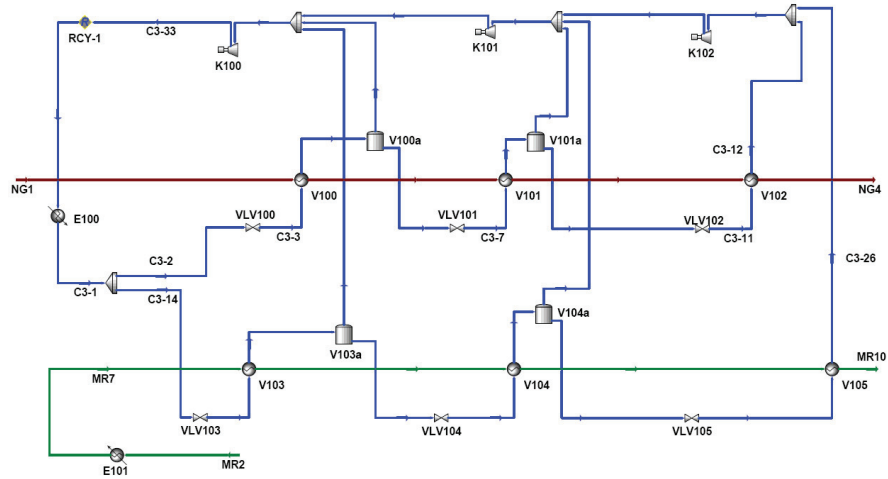 RCY-1
C3-33
K100
K101
K102
V100a
V101a
C3-12
NG1
V100
V101
V102
NG4
E100
VLV100
C3-3
VLV101
C3-7
VLV102
C3-11
C3-2
C3-1
C3-14
C3-26
V103a
V104a
MR7
V103
V104
V105
MR10
VLV103
VLV104
VLV105
E101
MR2